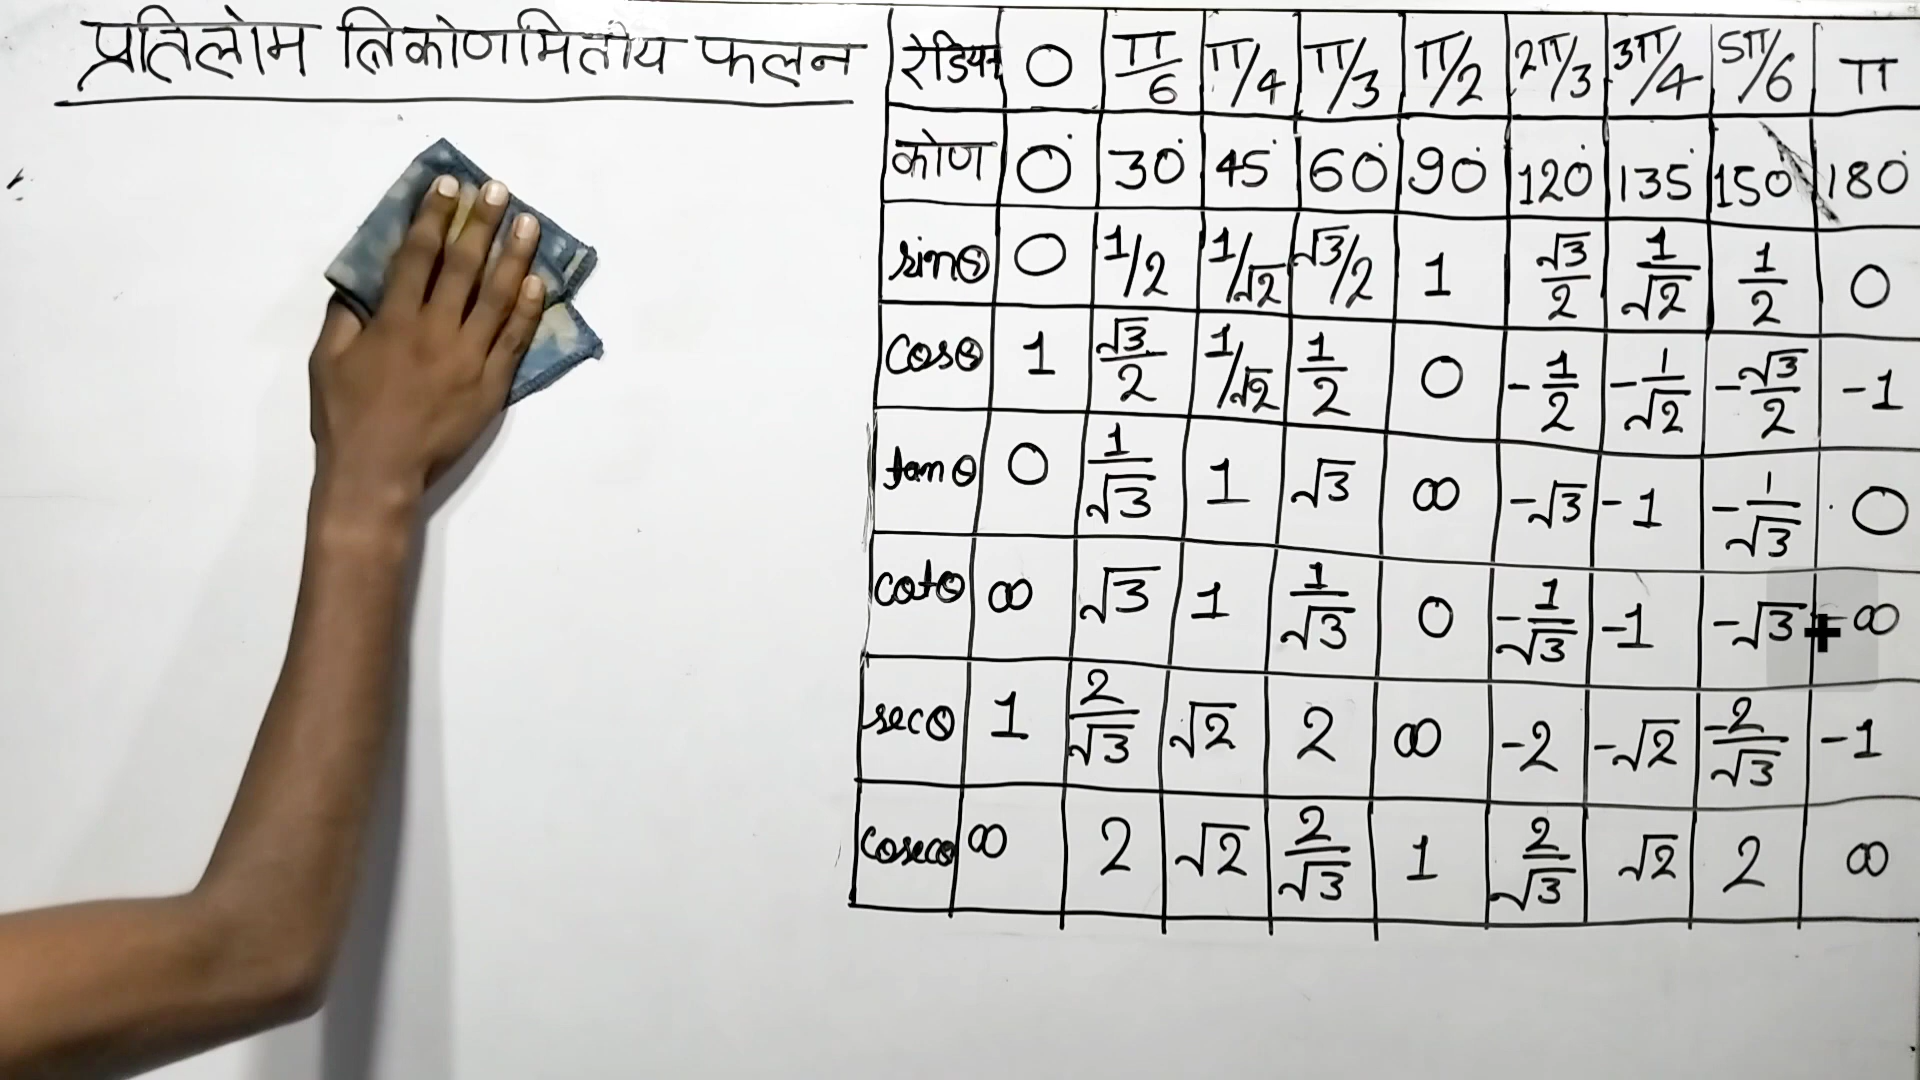 प्रतिलोम त्रिकोणमितीय फलन
रेडियन 0 π/6 π/4 π/3 π/2 2π/3 3π/4 5π/6 π
कोण 0° 30° 45° 60° 90° 120° 135° 150° 180°
sinθ 0 1/2 1/√2 √3/2 1 √3/2 1/√2 1/2 0
cosθ 1 √3/2 1/√2 1/2 0 -1/2 -1/√2 -√3/2 -1
tanθ 0 1/√3 1 √3 ∞ -√3 -1 -1/√3 0
cotθ ∞ √3 1 1/√3 0 -1/√3 -1 -√3 -∞
secθ 1 2/√3 √2 2 ∞ -2 -√2 -2/√3 -1
cosecθ ∞ 2 √2 2/√3 1 2/√3 √2 2 ∞